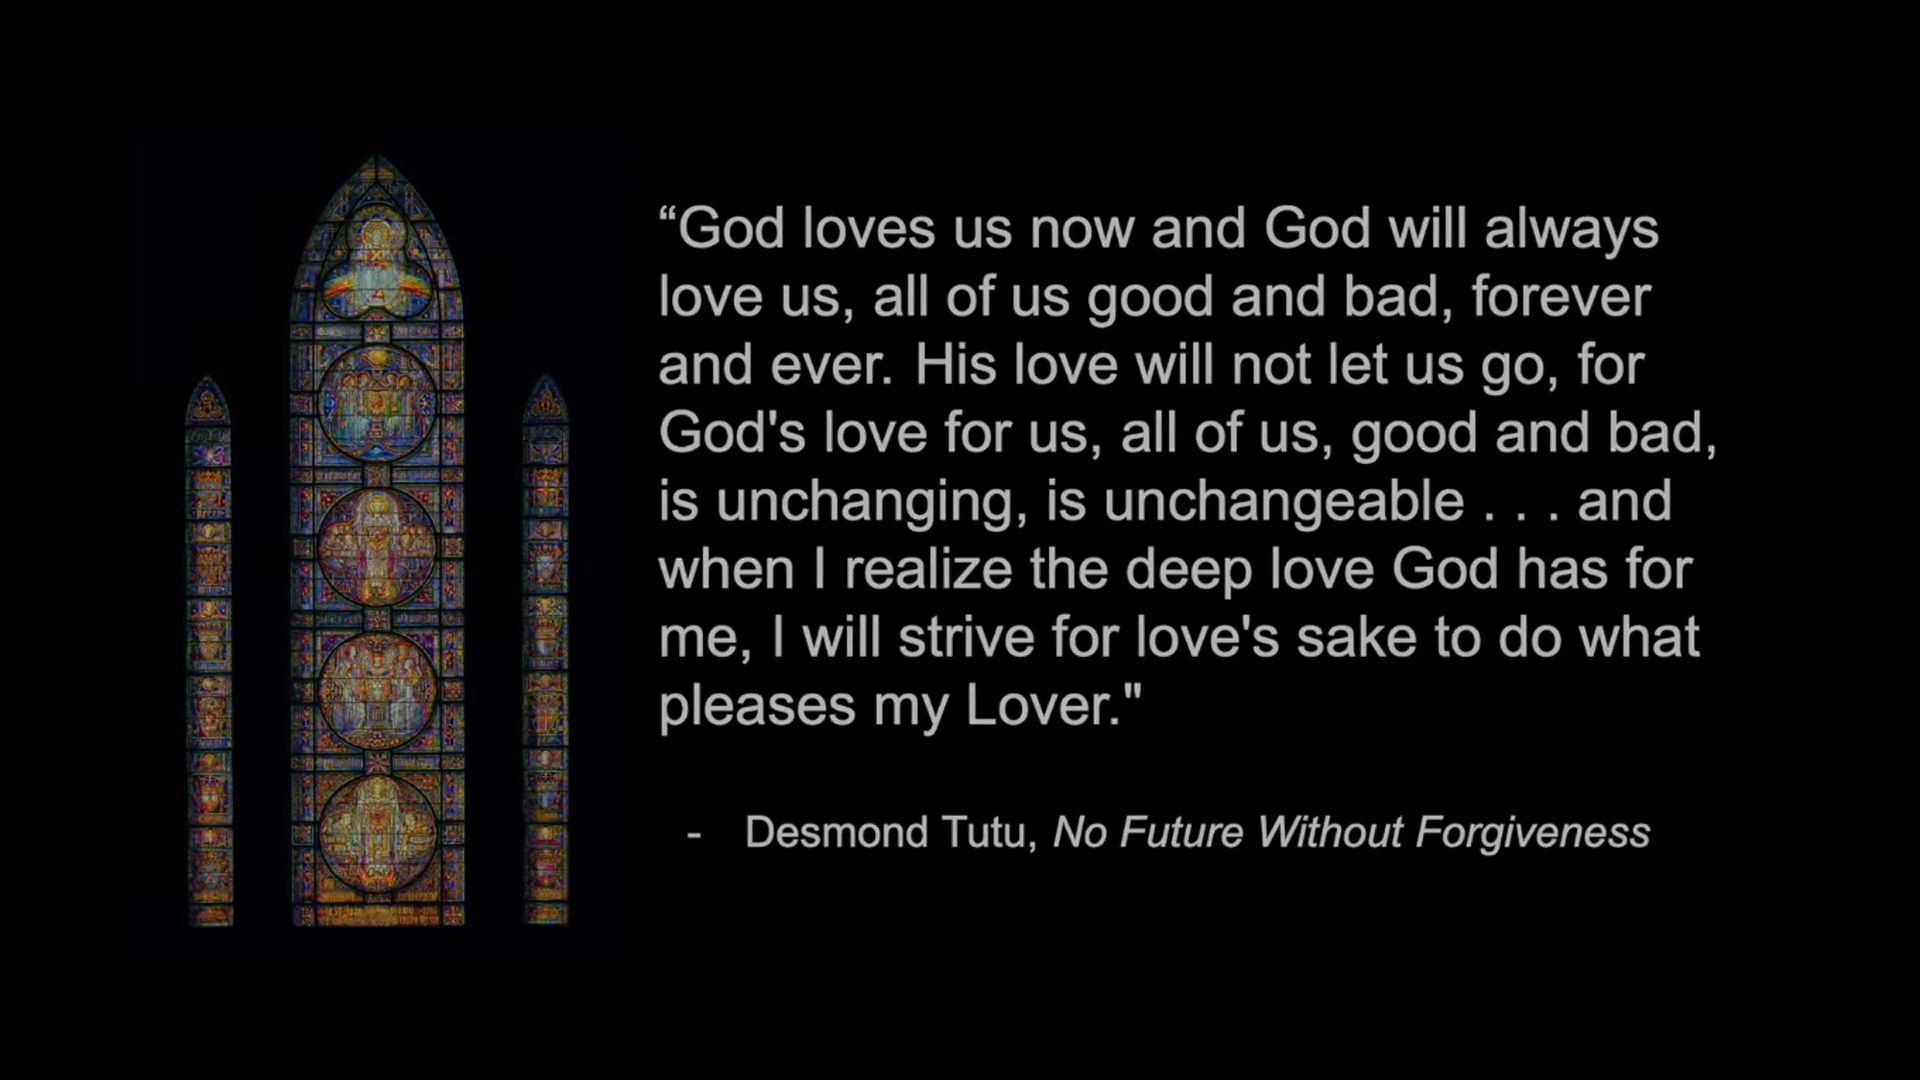 “God loves us now and God will always
love us, all of us good and bad, forever
and ever. His love will not let us go, for
God's love for us, all of us, good and bad,
is unchanging, is unchangeable . . . and
when I realize the deep love God has for
me, I will strive for love's sake to do what
pleases my Lover."
- Desmond Tutu, No Future Without Forgiveness